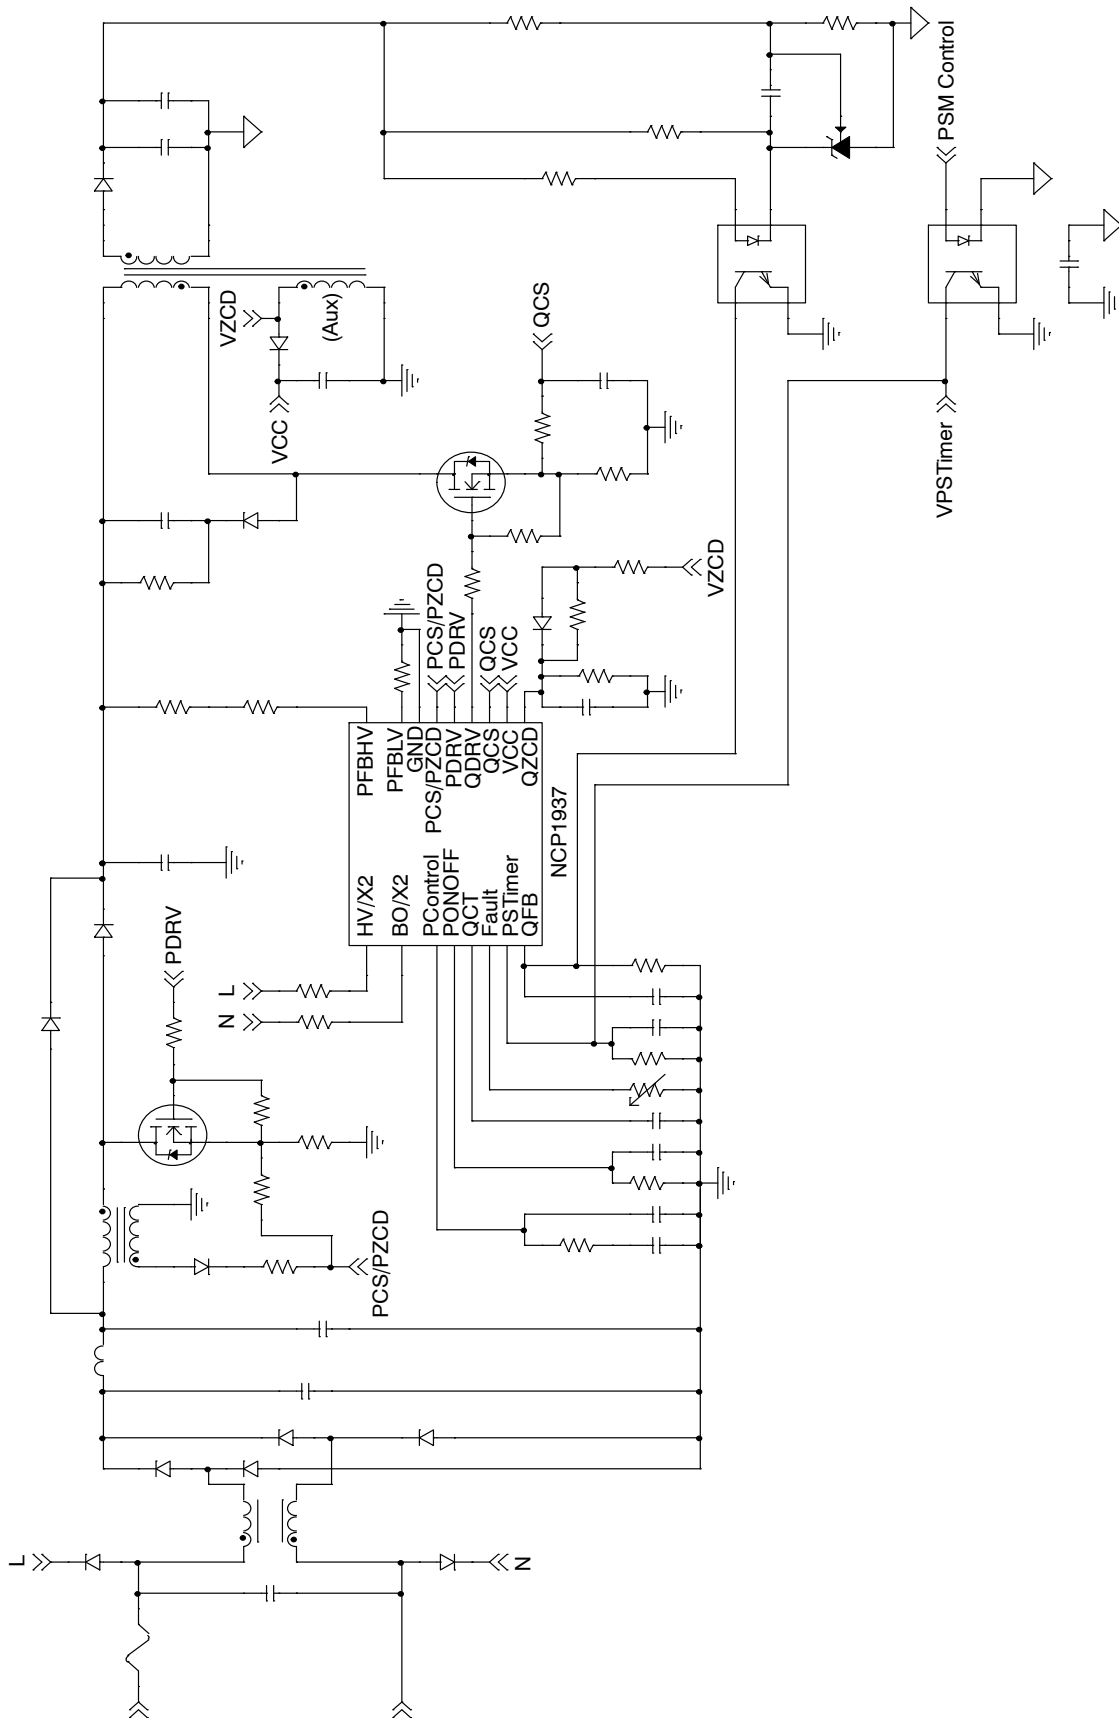 PSM Control
VZCD
(Aux)
QCS
VCC
VPSTimer
PCS/PZCD
PDRV
QCS
VCC
VZCD
PFBHV
PFBLV
GND
PCS/PZCD
PDRV
QDRV
QCS
VCC
QZCD
NCP1937
HV/X2
BO/X2
PControl
PONOFF
QCT
Fault
PSTimer
QFB
PDRV
L
N
PCS/PZCD
L
N